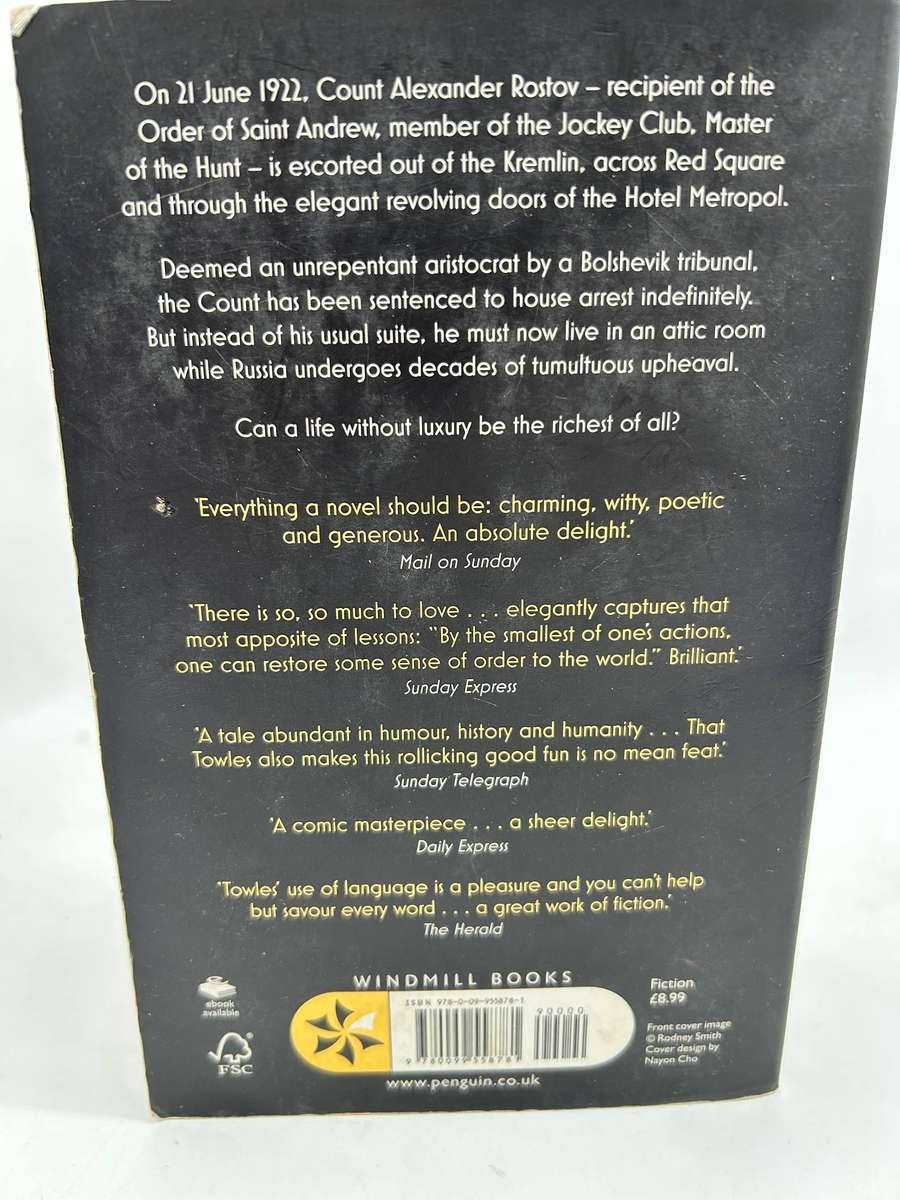 On 21 June 1922, Count Alexander Rostov – recipient of the
Order of Saint Andrew, member of the Jockey Club, Master
of the Hunt – is escorted out of the Kremlin, across Red Square
and through the elegant revolving doors of the Hotel Metropol.
Deemed an unrepentant aristocrat by a Bolshevik tribunal,
the Count has been sentenced to house arrest indefinitely.
But instead of his usual suite, he must now live in an attic room
while Russia undergoes decades of tumultuous upheaval.
Can a life without luxury be the richest of all?
'Everything a novel should be: charming, witty, poetic
and generous. An absolute delight.'
Mail on Sunday
'There is so, so much to love . . . elegantly captures that
most apposite of lessons: "By the smallest of one's actions,
one can restore some sense of order to the world." Brilliant.'
Sunday Express
'A tale abundant in humour, history and humanity . . . That
Towles also makes this rollicking good fun is no mean feat.'
Sunday Telegraph
'A comic masterpiece . . . a sheer delight.'
Daily Express
'Towles' use of language is a pleasure and you can't help
but savour every word . . . a great work of fiction.'
The Herald
WINDMILL BOOKS
ebook
available
FSC
ISBN 978-0-09-955878-1
90000
9 780099 558781
www.penguin.co.uk
Fiction
£8.99
Front cover image
© Rodney Smith
Cover design by
Nayon Cho